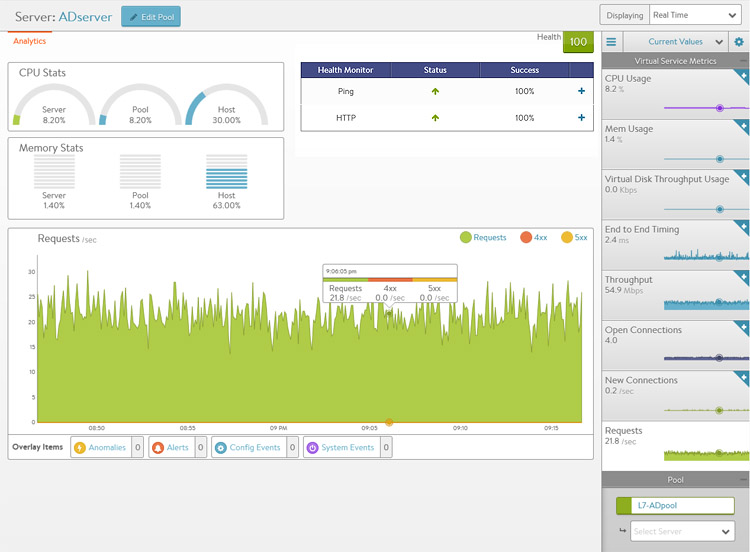 Server: ADserver
Edit Pool
Displaying
Real Time
Analytics
Health
100
Current Values
Virtual Service Metrics
CPU Stats
Server
8.20%
Pool
8.20%
Host
30.00%
Health Monitor Status Success
Ping 100%
HTTP 100%
Memory Stats
Server
1.40%
Pool
1.40%
Host
63.00%
Requests /sec
Requests
4xx
5xx
9:06:05 pm
Requests 4xx 5xx
21.8 /sec 0.0 /sec 0.0 /sec
30
25
20
15
10
5
0
08:50 08:55 09 PM 09:05 09:10 09:15
Overlay Items
Anomalies 0
Alerts 0
Config Events 0
System Events 0
CPU Usage
8.2 %
Mem Usage
1.4 %
Virtual Disk Throughput Usage
0.0 Kbps
End to End Timing
2.4 ms
Throughput
54.9 Mbps
Open Connections
4.0
New Connections
0.2 /sec
Requests
21.8 /sec
Pool
L7-ADpool
Select Server